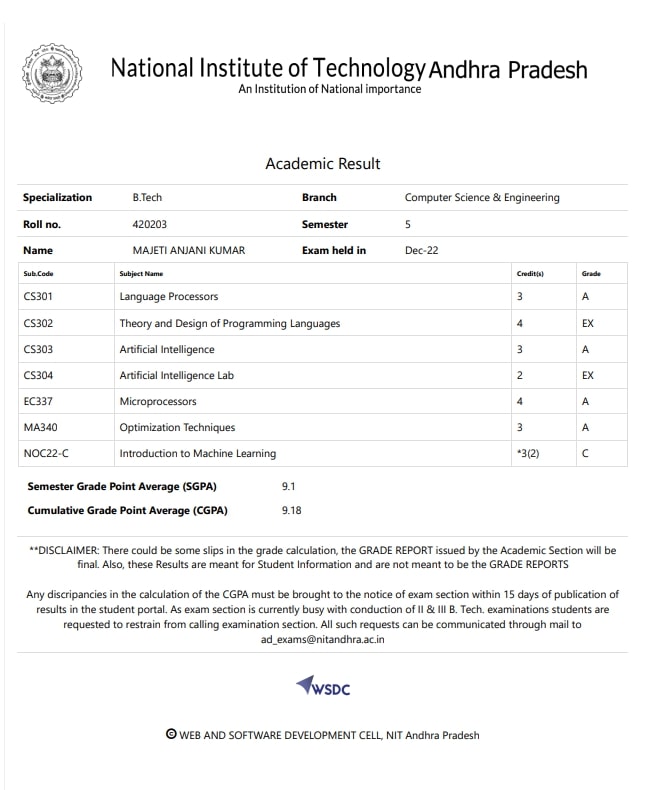 National Institute of Technology Andhra Pradesh
An Institution of National importance
Academic Result
Specialization B.Tech Branch Computer Science & Engineering
Roll no. 420203 Semester 5
Name MAJETI ANJANI KUMAR Exam held in Dec-22
Sub.Code Subject Name Credit(s) Grade
CS301 Language Processors 3 A
CS302 Theory and Design of Programming Languages 4 EX
CS303 Artificial Intelligence 3 A
CS304 Artificial Intelligence Lab 2 EX
EC337 Microprocessors 4 A
MA340 Optimization Techniques 3 A
NOC22-C Introduction to Machine Learning *3(2) C
Semester Grade Point Average (SGPA) 9.1
Cumulative Grade Point Average (CGPA) 9.18
**DISCLAIMER: There could be some slips in the grade calculation, the GRADE REPORT issued by the Academic Section will be
final. Also, these Results are meant for Student Information and are not meant to be the GRADE REPORTS
Any discripancies in the calculation of the CGPA must be brought to the notice of exam section within 15 days of publication of
results in the student portal. As exam section is currently busy with conduction of II & III B. Tech. examinations students are
requested to restrain from calling examination section. All such requests can be communicated through mail to
ad_exams@nitandhra.ac.in
WSDC
© WEB AND SOFTWARE DEVELOPMENT CELL, NIT Andhra Pradesh